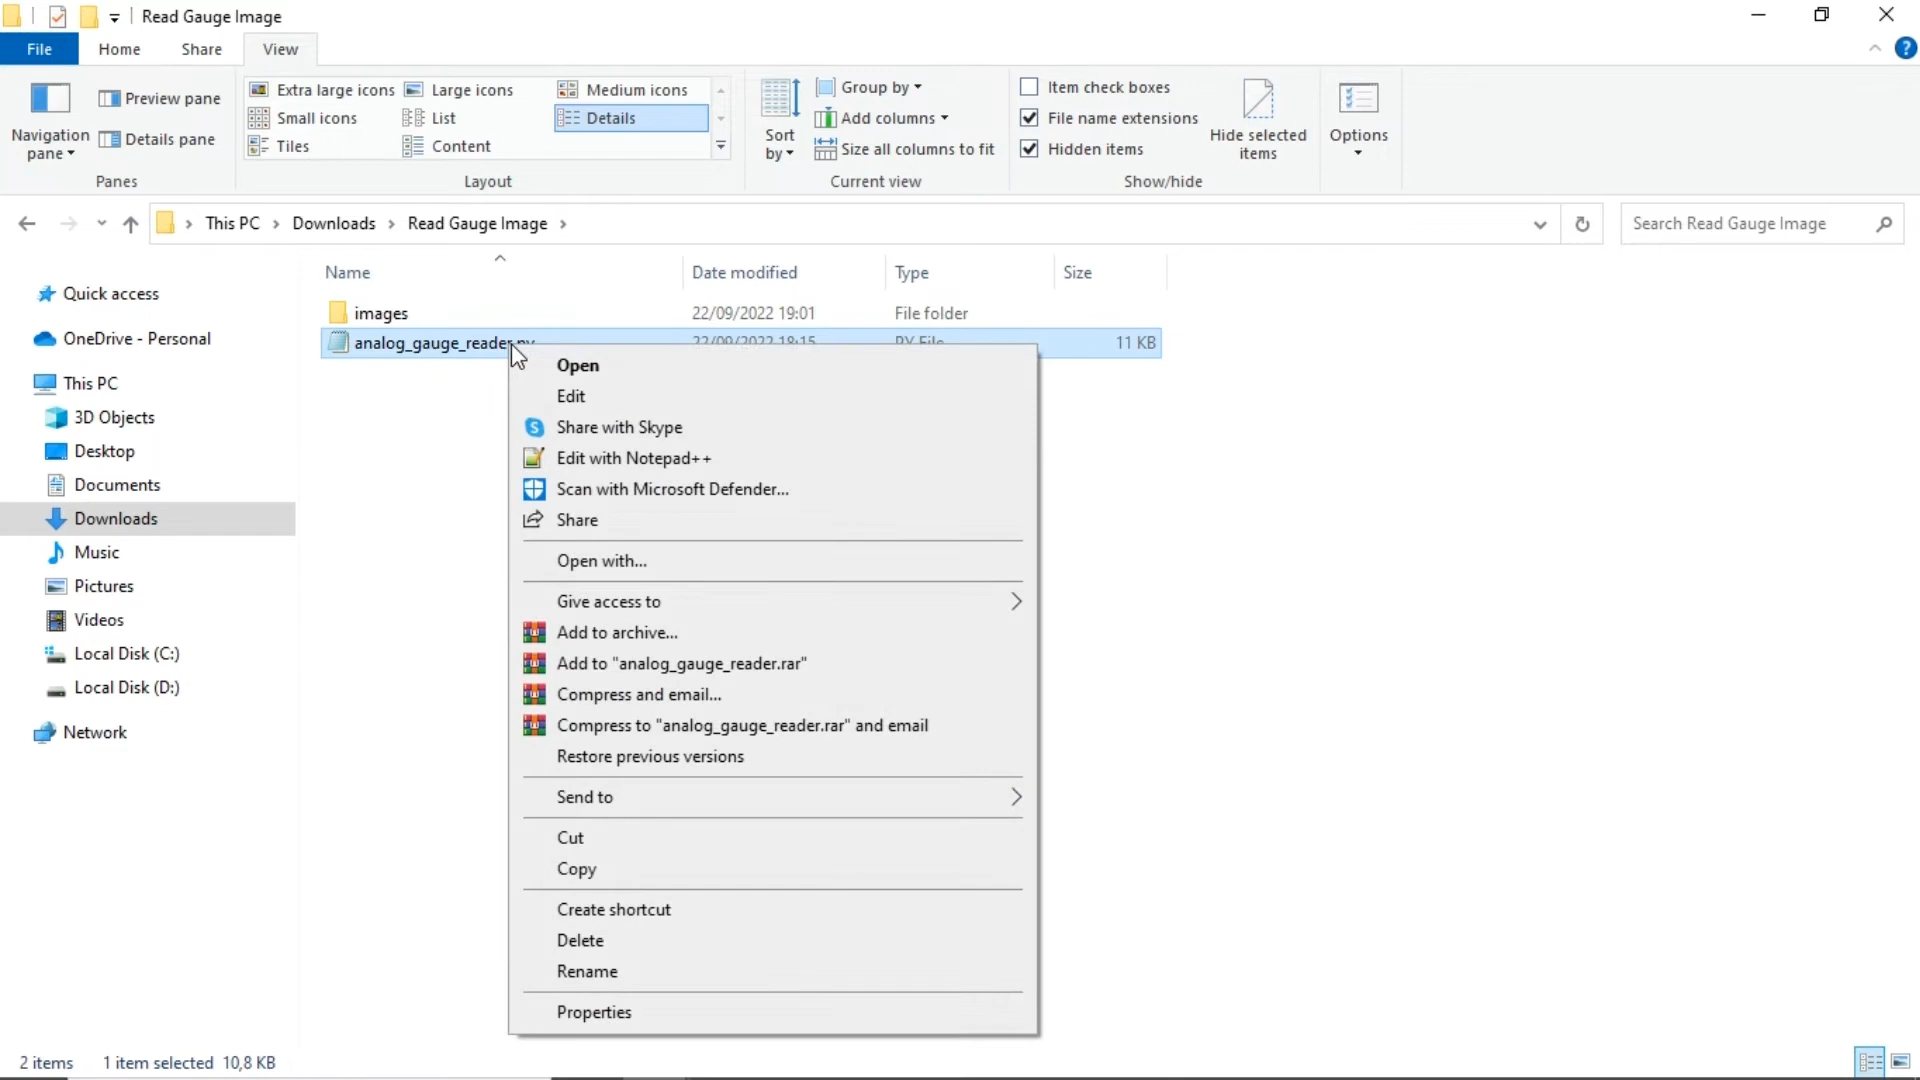 Read Gauge Image
File Home Share View
Navigation pane
Preview pane
Details pane
Panes
Extra large icons Large icons Medium icons
Small icons List Details
Tiles Content
Layout
Sort by
Group by
Add columns
Size all columns to fit
Current view
Item check boxes
File name extensions
Hidden items
Hide selected items
Show/hide
Options
This PC Downloads Read Gauge Image
Search Read Gauge Image
Quick access
OneDrive - Personal
This PC
3D Objects
Desktop
Documents
Downloads
Music
Pictures
Videos
Local Disk (C:)
Local Disk (D:)
Network
Name Date modified Type Size
images 22/09/2022 19:01 File folder
analog_gauge_reader.py 22/09/2022 18:15 PY File 11 KB
Open
Edit
Share with Skype
Edit with Notepad++
Scan with Microsoft Defender...
Share
Open with...
Give access to
Add to archive...
Add to "analog_gauge_reader.rar"
Compress and email...
Compress to "analog_gauge_reader.rar" and email
Restore previous versions
Send to
Cut
Copy
Create shortcut
Delete
Rename
Properties
2 items 1 item selected 10,8 KB